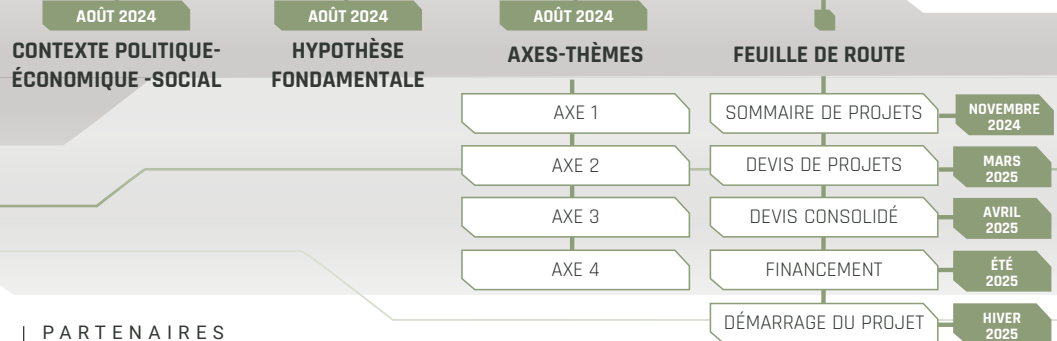 AOÛT 2024
CONTEXTE POLITIQUE-
ÉCONOMIQUE -SOCIAL
AOÛT 2024
HYPOTHÈSE
FONDAMENTALE
AOÛT 2024
AXES-THÈMES
AXE 1
AXE 2
AXE 3
AXE 4
FEUILLE DE ROUTE
SOMMAIRE DE PROJETS
NOVEMBRE
2024
DEVIS DE PROJETS
MARS
2025
DEVIS CONSOLIDÉ
AVRIL
2025
FINANCEMENT
ÉTÉ
2025
DÉMARRAGE DU PROJET
HIVER
2025
| PARTENAIRES